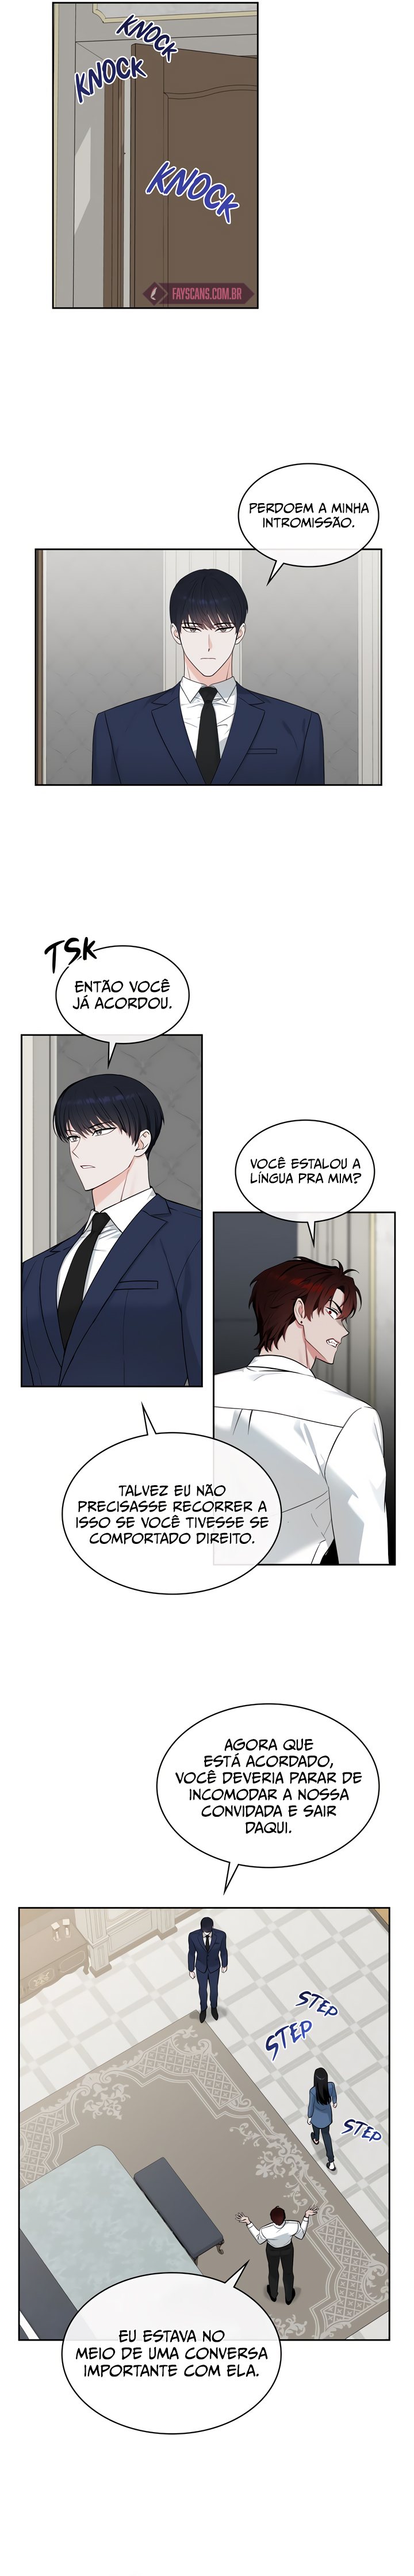 KNOCK
KNOCK
KNOCK
FAYSCANS.COM.BR
PERDOEM A MINHA
INTROMISSÃO.
TSK
ENTÃO VOCÊ
JÁ ACORDOU.
VOCÊ ESTALOU A
LÍNGUA PRA MIM?
TALVEZ EU NÃO
PRECISASSE RECORRER A
ISSO SE VOCÊ TIVESSE SE
COMPORTADO DIREITO.
AGORA QUE
ESTÁ ACORDADO,
VOCÊ DEVERIA PARAR DE
INCOMODAR A NOSSA
CONVIDADA E SAIR
DAQUI.
STEP
STEP
STEP
EU ESTAVA NO
MEIO DE UMA CONVERSA
IMPORTANTE COM ELA.